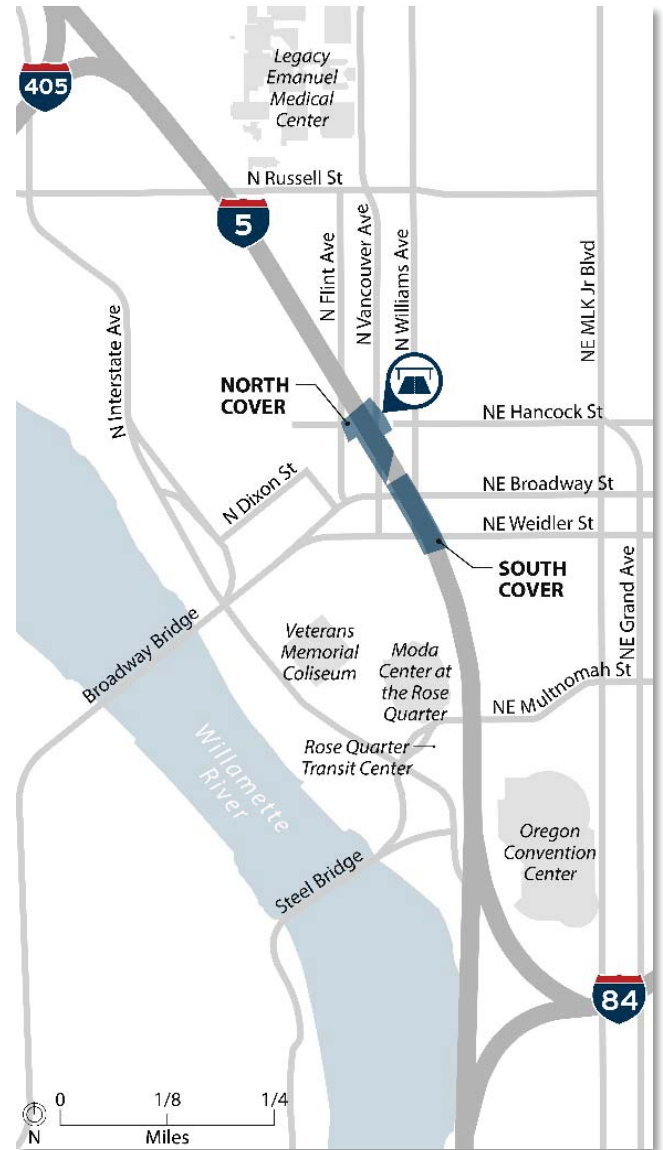 405
Legacy
Emanuel
Medical
Center
N Russell St
5
N Flint Ave
N Vancouver Ave
N Williams Ave
NE MLK Jr Blvd
N Interstate Ave
NORTH
COVER
NE Hancock St
N Dixon St
NE Broadway St
NE Weidler St
SOUTH
COVER
NE Grand Ave
Broadway Bridge
Veterans
Memorial
Coliseum
Moda
Center at
the Rose
Quarter
NE Multnomah St
Rose Quarter
Transit Center
Willamette
River
Oregon
Convention
Center
Steel Bridge
84
0 1/8 1/4
N Miles